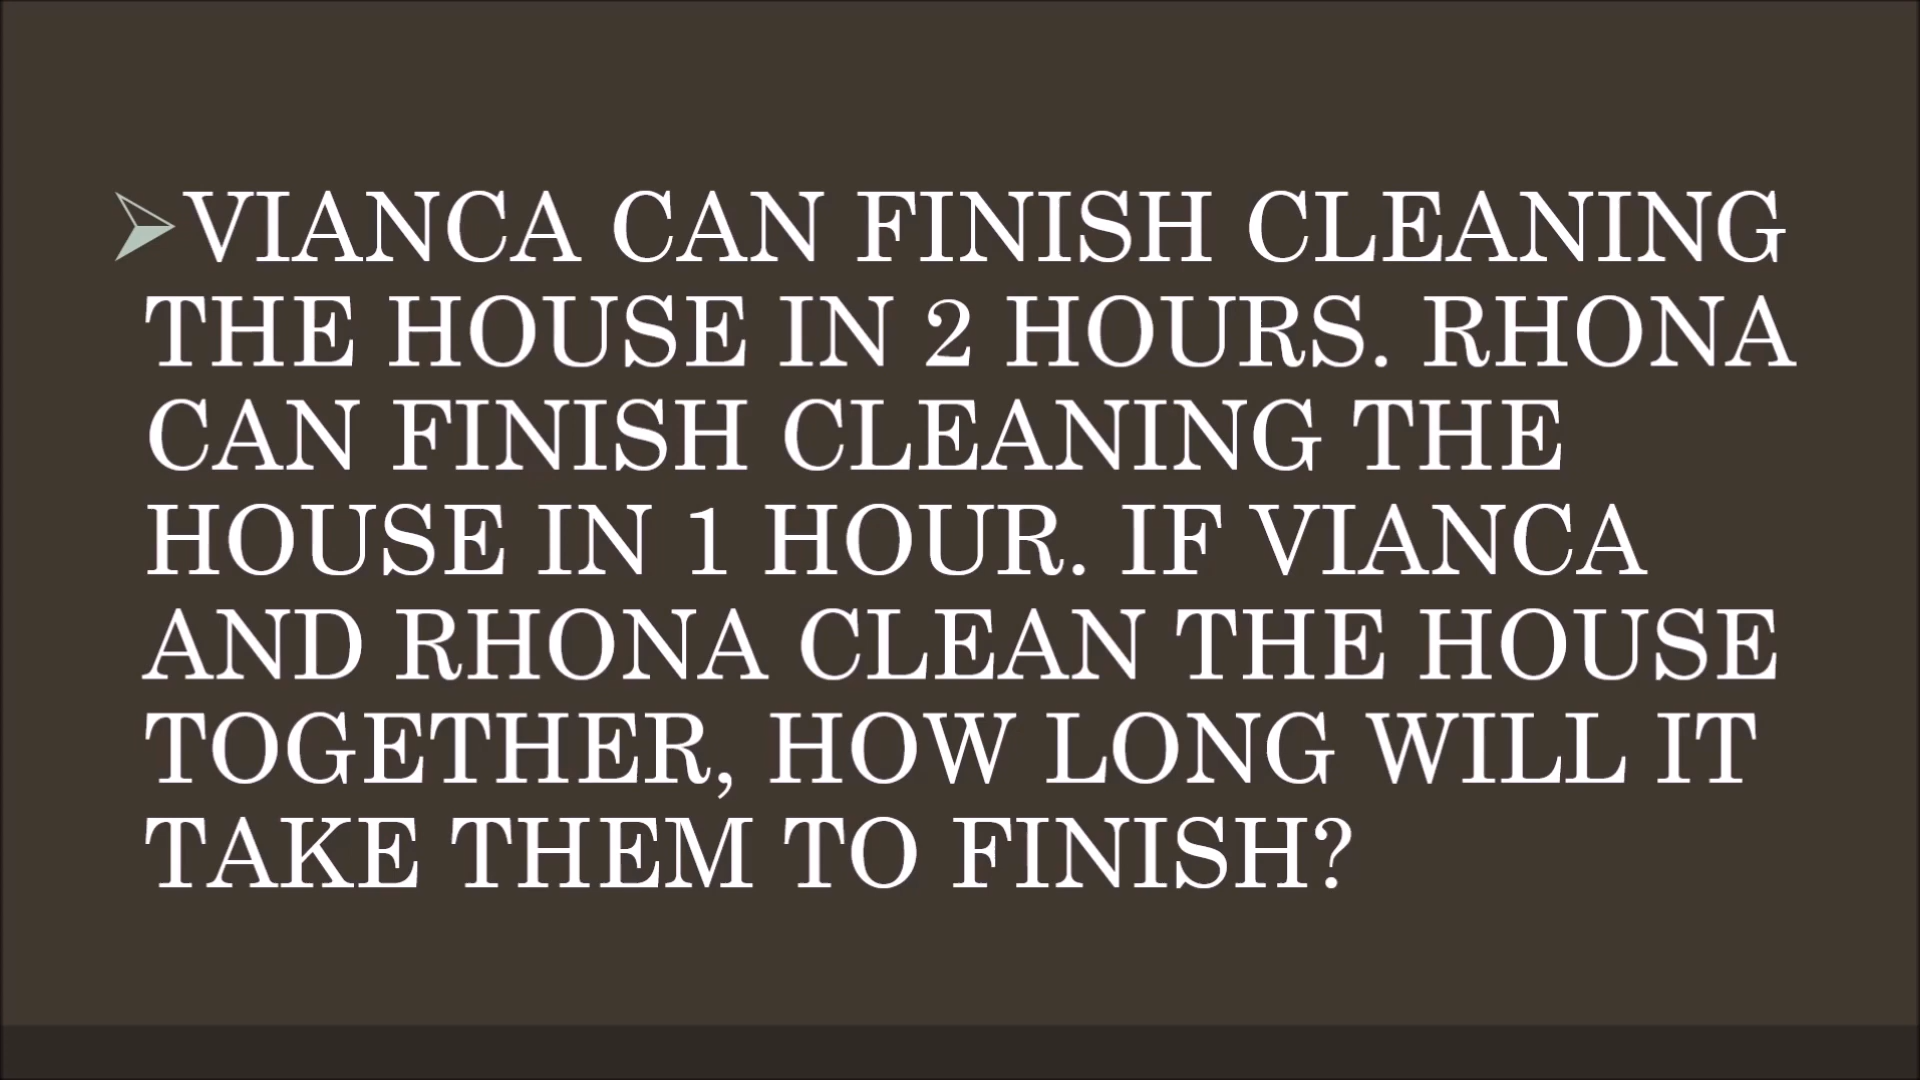 VIANCA CAN FINISH CLEANING
THE HOUSE IN 2 HOURS. RHONA
CAN FINISH CLEANING THE
HOUSE IN 1 HOUR. IF VIANCA
AND RHONA CLEAN THE HOUSE
TOGETHER, HOW LONG WILL IT
TAKE THEM TO FINISH?